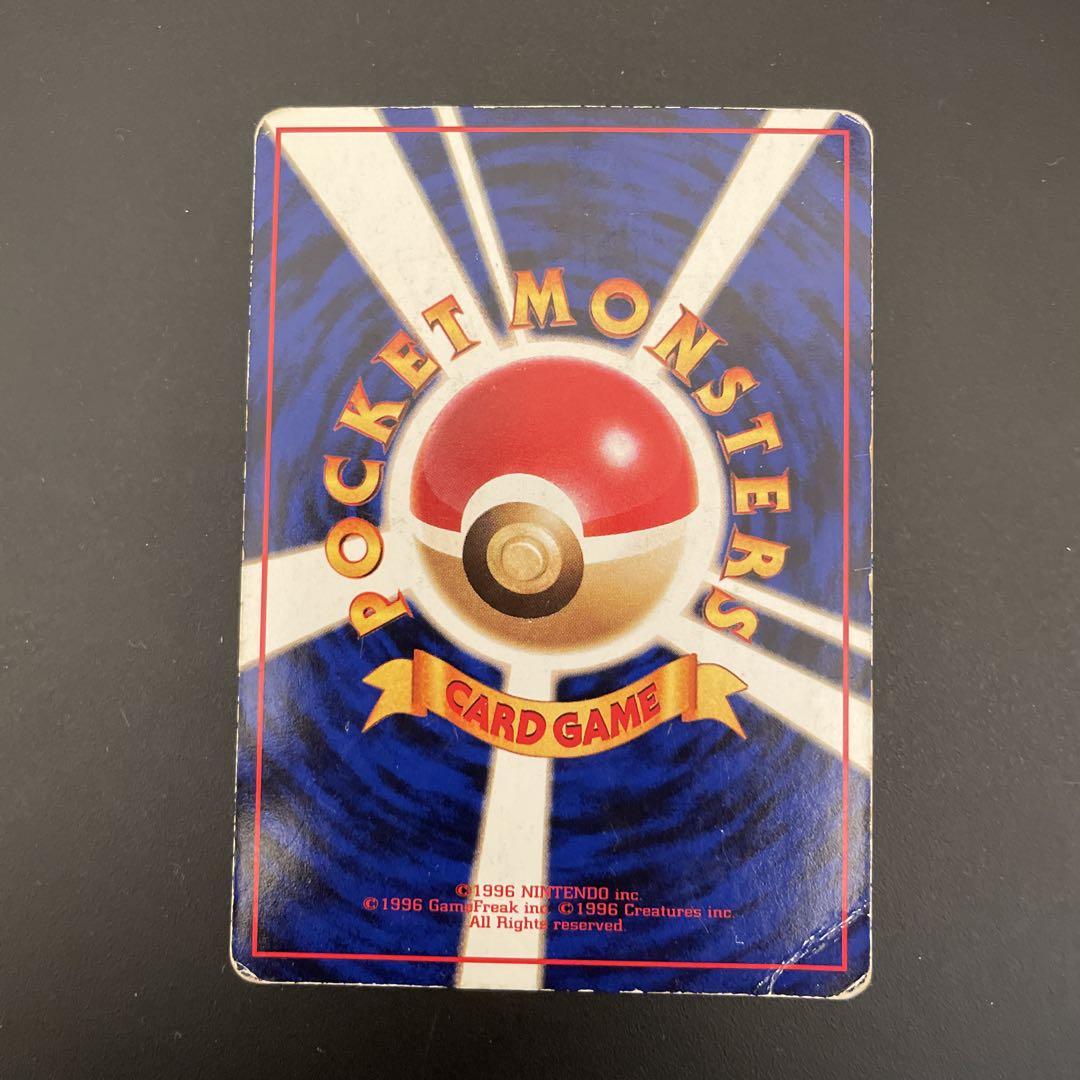 POCKET MONSTERS
CARD GAME
©1996 NINTENDO inc.
©1996 GameFreak inc. ©1996 Creatures inc.
All Rights reserved.